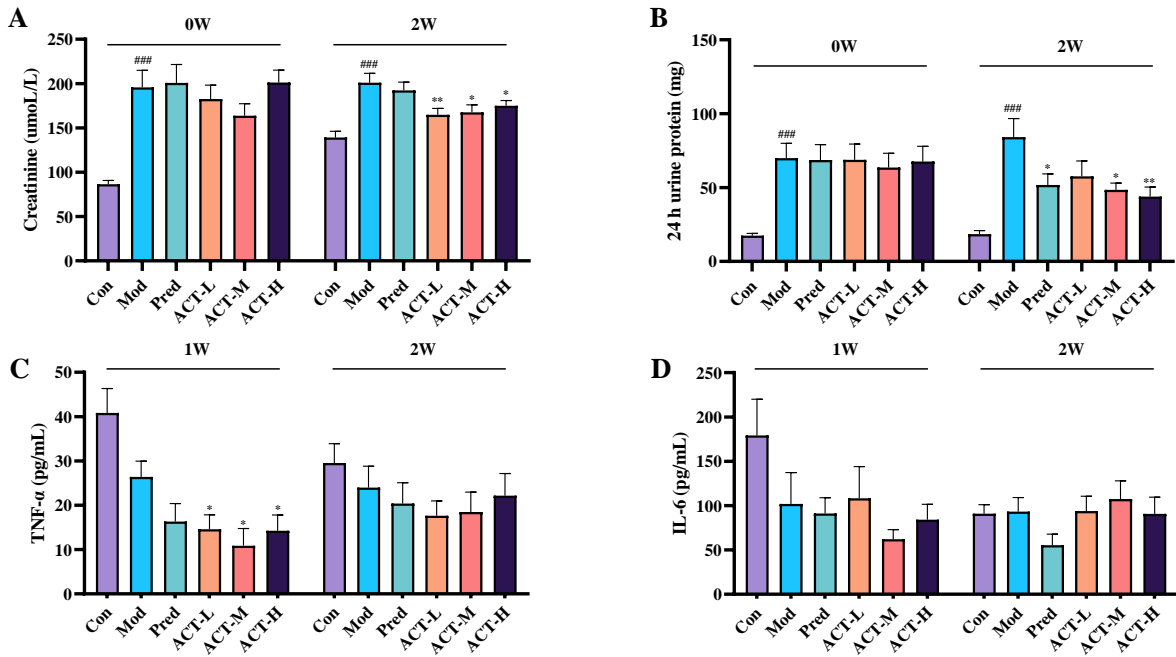 A
0W
2W
Creatinine (umoL/L)
250
200
150
100
50
0
###
###
**
*
*
Con
Mod
Pred
ACT-L
ACT-M
ACT-H
Con
Mod
Pred
ACT-L
ACT-M
ACT-H
B
0W
2W
24 h urine protein (mg)
150
100
50
0
###
###
*
*
**
Con
Mod
Pred
ACT-L
ACT-M
ACT-H
Con
Mod
Pred
ACT-L
ACT-M
ACT-H
C
1W
2W
TNF-α (pg/mL)
50
40
30
20
10
0
*
*
*
Con
Mod
Pred
ACT-L
ACT-M
ACT-H
Con
Mod
Pred
ACT-L
ACT-M
ACT-H
D
1W
2W
IL-6 (pg/mL)
250
200
150
100
50
0
Con
Mod
Pred
ACT-L
ACT-M
ACT-H
Con
Mod
Pred
ACT-L
ACT-M
ACT-H